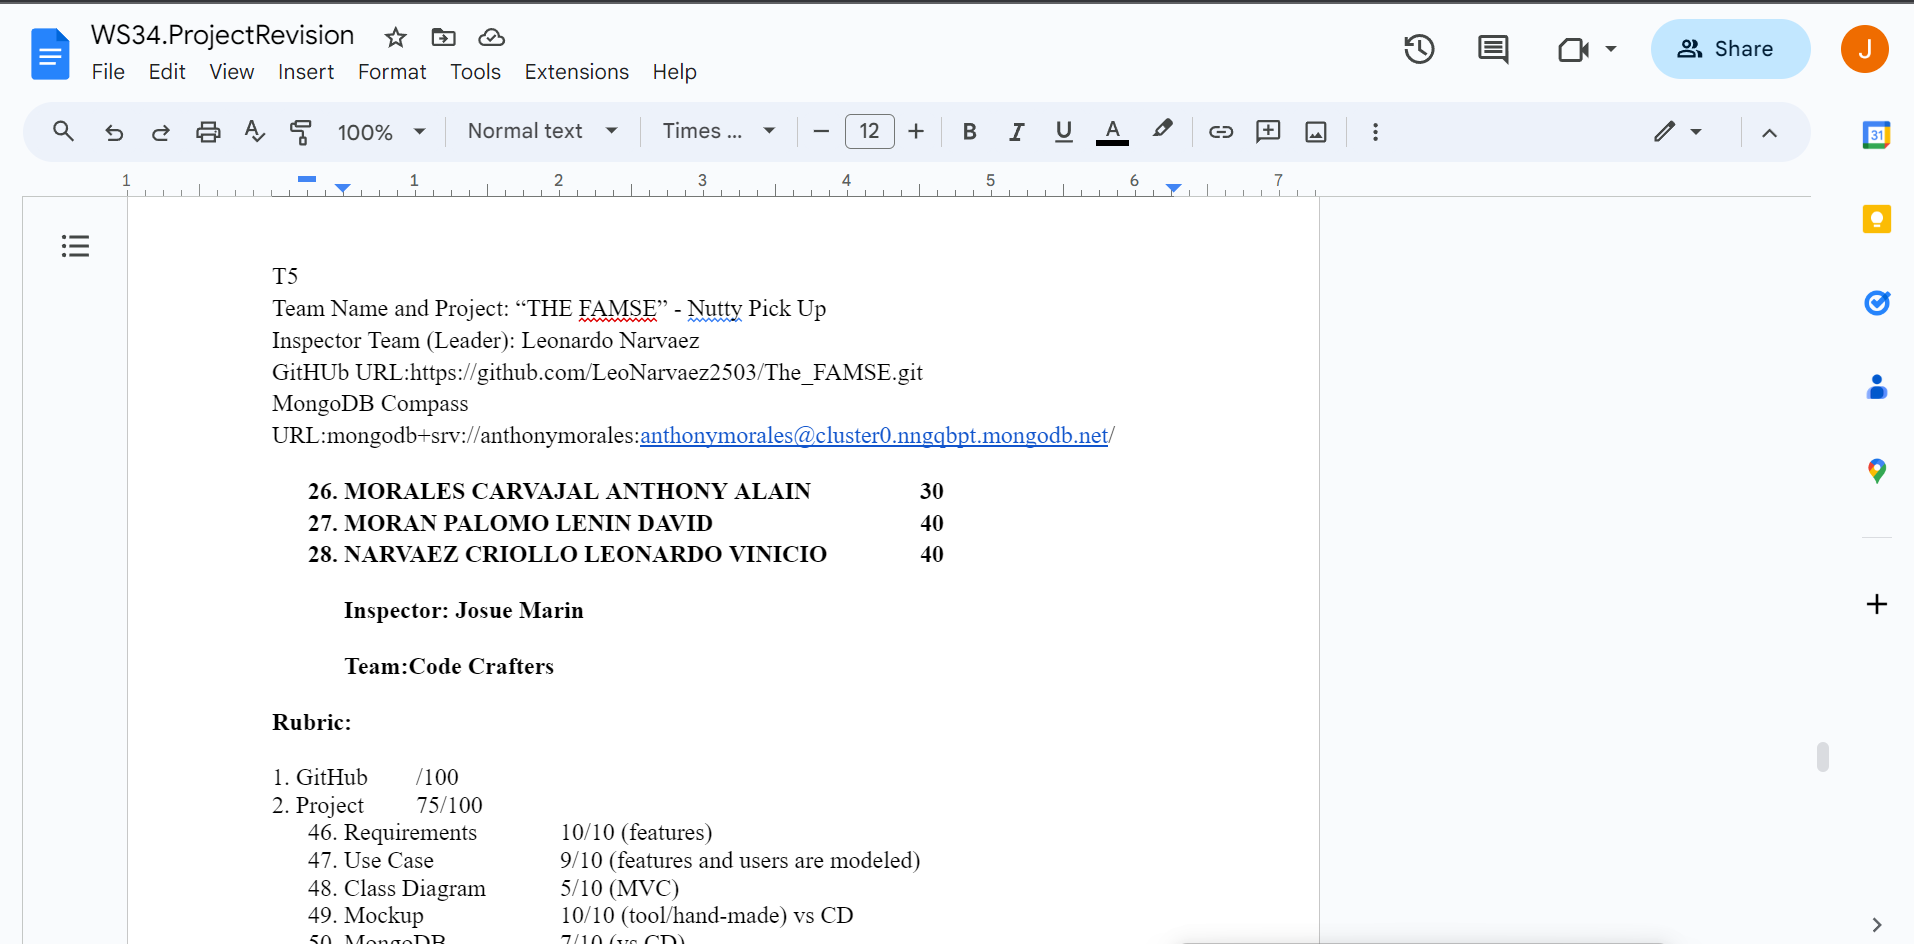 WS34.ProjectRevision
File Edit View Insert Format Tools Extensions Help
Share
J
100% Normal text Times ... 12 B I U A
31
1 1 2 3 4 5 6 7
T5
Team Name and Project: “THE FAMSE” - Nutty Pick Up
Inspector Team (Leader): Leonardo Narvaez
GitHUb URL:https://github.com/LeoNarvaez2503/The_FAMSE.git
MongoDB Compass
URL:mongodb+srv://anthonymorales:anthonymorales@cluster0.nngqbpt.mongodb.net/
26. MORALES CARVAJAL ANTHONY ALAIN 30
27. MORAN PALOMO LENIN DAVID 40
28. NARVAEZ CRIOLLO LEONARDO VINICIO 40
Inspector: Josue Marin
Team:Code Crafters
Rubric:
1. GitHub /100
2. Project 75/100
46. Requirements 10/10 (features)
47. Use Case 9/10 (features and users are modeled)
48. Class Diagram 5/10 (MVC)
49. Mockup 10/10 (tool/hand-made) vs CD
50. MongoDB 7/10 (vs CD)